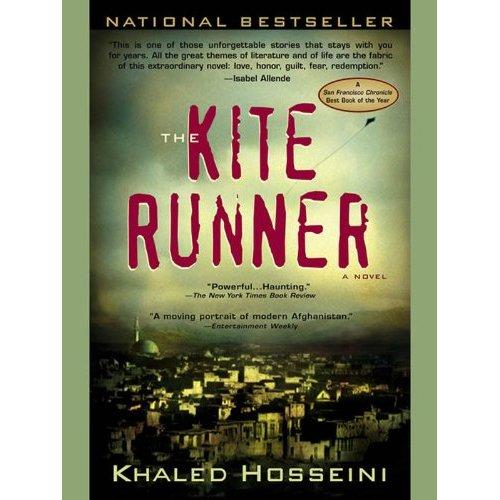 NATIONAL BESTSELLER
"This is one of those unforgettable stories that stays with you
for years. All the great themes of literature and of life are the fabric
of this extraordinary novel: love, honor, guilt, fear, redemption."
—Isabel Allende
A
San Francisco Chronicle
Best Book of the Year
THE
KITE
RUNNER
A NOVEL
"Powerful...Haunting."
—The New York Times Book Review
"A moving portrait of modern Afghanistan."
—Entertainment Weekly
KHALED HOSSEINI